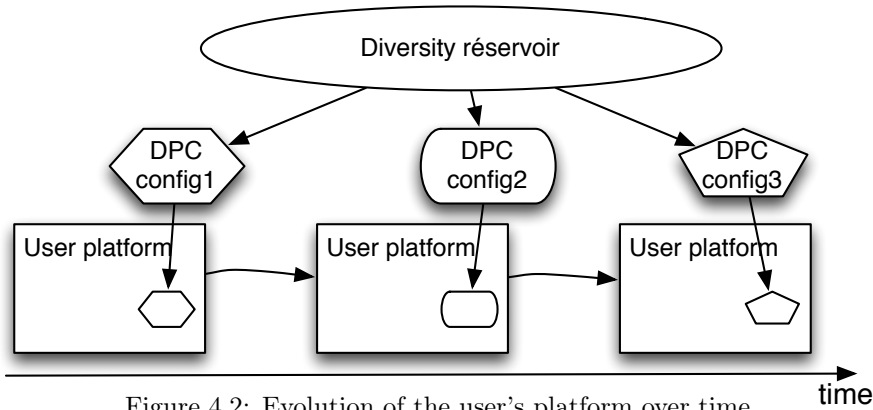 Diversity réservoir
DPC
config1
DPC
config2
DPC
config3
User platform
User platform
User platform
time
Figure 4.2: Evolution of the user's platform over time